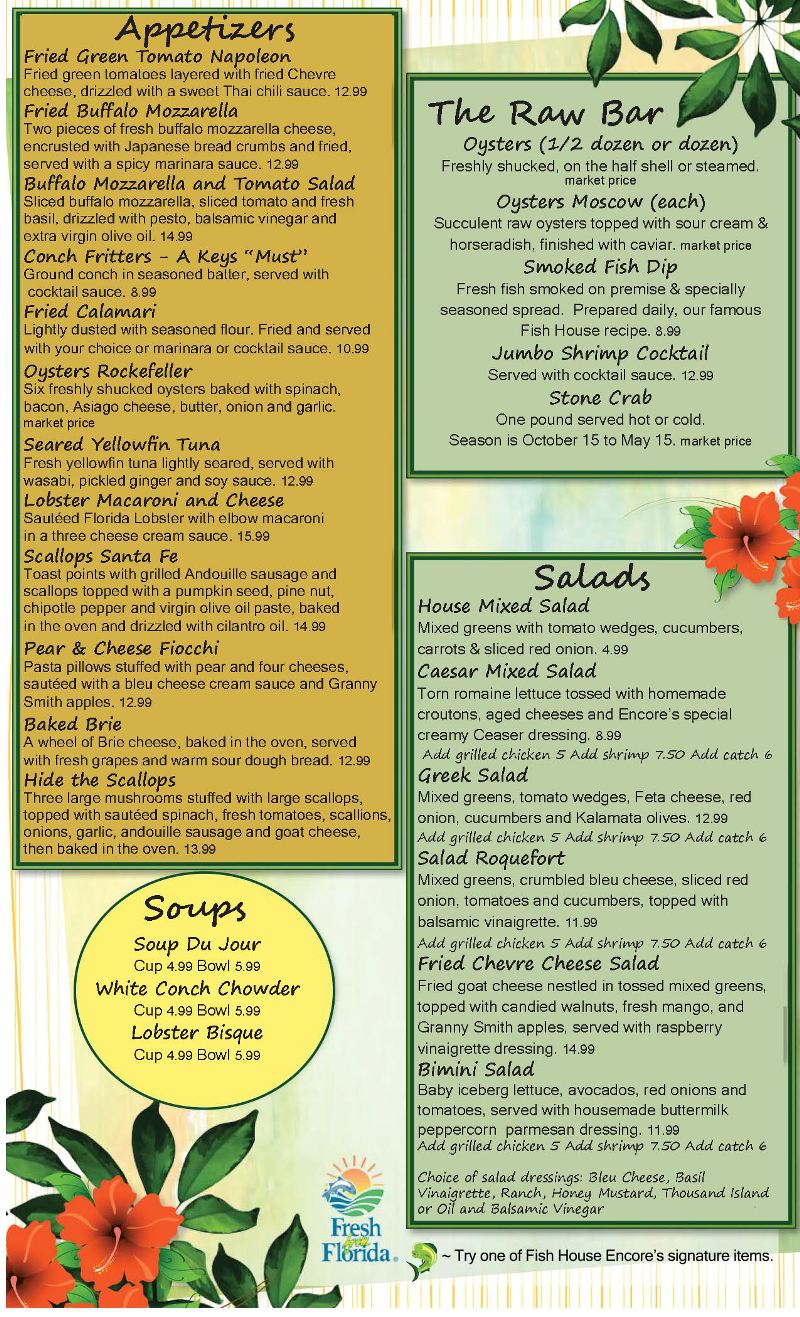 Appetizers
Fried Green Tomato Napoleon
Fried green tomatoes layered with fried Chevre
cheese, drizzled with a sweet Thai chili sauce. 12.99
Fried Buffalo Mozzarella
Two pieces of fresh buffalo mozzarella cheese,
encrusted with Japanese bread crumbs and fried,
served with a spicy marinara sauce. 12.99
Buffalo Mozzarella and Tomato Salad
Sliced buffalo mozzarella, sliced tomato and fresh
basil, drizzled with pesto, balsamic vinegar and
extra virgin olive oil. 14.99
Conch Fritters - A Keys “Must”
Ground conch in seasoned batter, served with
cocktail sauce. 8.99
Fried Calamari
Lightly dusted with seasoned flour. Fried and served
with your choice or marinara or cocktail sauce. 10.99
Oysters Rockefeller
Six freshly shucked oysters baked with spinach,
bacon, Asiago cheese, butter, onion and garlic.
market price
Seared Yellowfin Tuna
Fresh yellowfin tuna lightly seared, served with
wasabi, pickled ginger and soy sauce. 12.99
Lobster Macaroni and Cheese
Sautéed Florida Lobster with elbow macaroni
in a three cheese cream sauce. 15.99
Scallops Santa Fe
Toast points with grilled Andouille sausage and
scallops topped with a pumpkin seed, pine nut,
chipotle pepper and virgin olive oil paste, baked
in the oven and drizzled with cilantro oil. 14.99
Pear & Cheese Fiocchi
Pasta pillows stuffed with pear and four cheeses,
sautéed with a bleu cheese cream sauce and Granny
Smith apples. 12.99
Baked Brie
A wheel of Brie cheese, baked in the oven, served
with fresh grapes and warm sour dough bread. 12.99
Hide the Scallops
Three large mushrooms stuffed with large scallops,
topped with sautéed spinach, fresh tomatoes, scallions,
onions, garlic, andouille sausage and goat cheese,
then baked in the oven. 13.99
Soups
Soup Du Jour
Cup 4.99 Bowl 5.99
White Conch Chowder
Cup 4.99 Bowl 5.99
Lobster Bisque
Cup 4.99 Bowl 5.99
The Raw Bar
Oysters (1/2 dozen or dozen)
Freshly shucked, on the half shell or steamed.
market price
Oysters Moscow (each)
Succulent raw oysters topped with sour cream &
horseradish, finished with caviar. market price
Smoked Fish Dip
Fresh fish smoked on premise & specially
seasoned spread. Prepared daily, our famous
Fish House recipe. 8.99
Jumbo Shrimp Cocktail
Served with cocktail sauce. 12.99
Stone Crab
One pound served hot or cold.
Season is October 15 to May 15. market price
Salads
House Mixed Salad
Mixed greens with tomato wedges, cucumbers,
carrots & sliced red onion. 4.99
Caesar Mixed Salad
Torn romaine lettuce tossed with homemade
croutons, aged cheeses and Encore's special
creamy Ceaser dressing. 8.99
Add grilled chicken 5 Add shrimp 7.50 Add catch 6
Greek Salad
Mixed greens, tomato wedges, Feta cheese, red
onion, cucumbers and Kalamata olives. 12.99
Add grilled chicken 5 Add shrimp 7.50 Add catch 6
Salad Roquefort
Mixed greens, crumbled bleu cheese, sliced red
onion, tomatoes and cucumbers, topped with
balsamic vinaigrette. 11.99
Add grilled chicken 5 Add shrimp 7.50 Add catch 6
Fried Chevre Cheese Salad
Fried goat cheese nestled in tossed mixed greens,
topped with candied walnuts, fresh mango, and
Granny Smith apples, served with raspberry
vinaigrette dressing. 14.99
Bimini Salad
Baby iceberg lettuce, avocados, red onions and
tomatoes, served with housemade buttermilk
peppercorn parmesan dressing. 11.99
Add grilled chicken 5 Add shrimp 7.50 Add catch 6
Choice of salad dressings: Bleu Cheese, Basil
Vinaigrette, Ranch, Honey Mustard, Thousand Island
or Oil and Balsamic Vinegar
Fresh
from
Florida®
~ Try one of Fish House Encore's signature items.